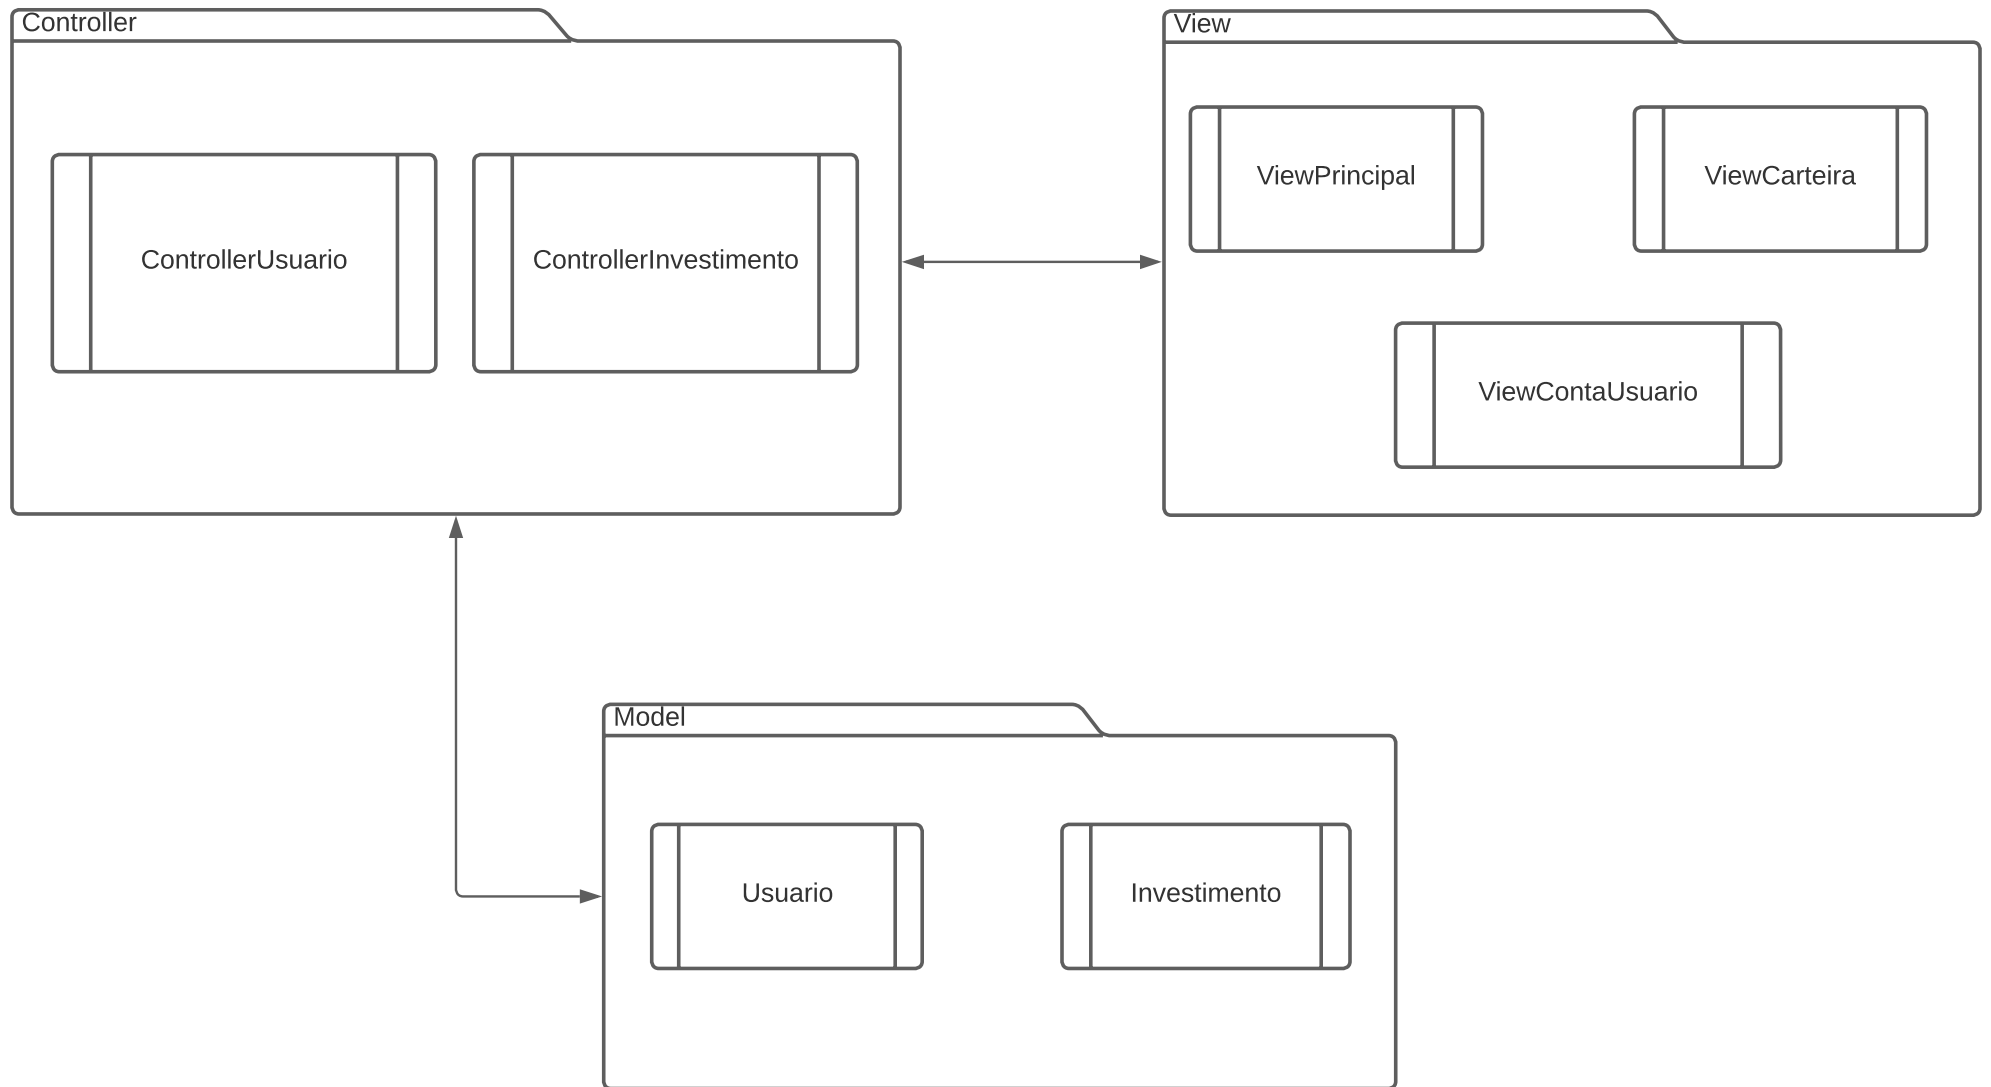 Controller
ControllerUsuario
ControllerInvestimento
View
ViewPrincipal
ViewCarteira
ViewContaUsuario
Model
Usuario
Investimento